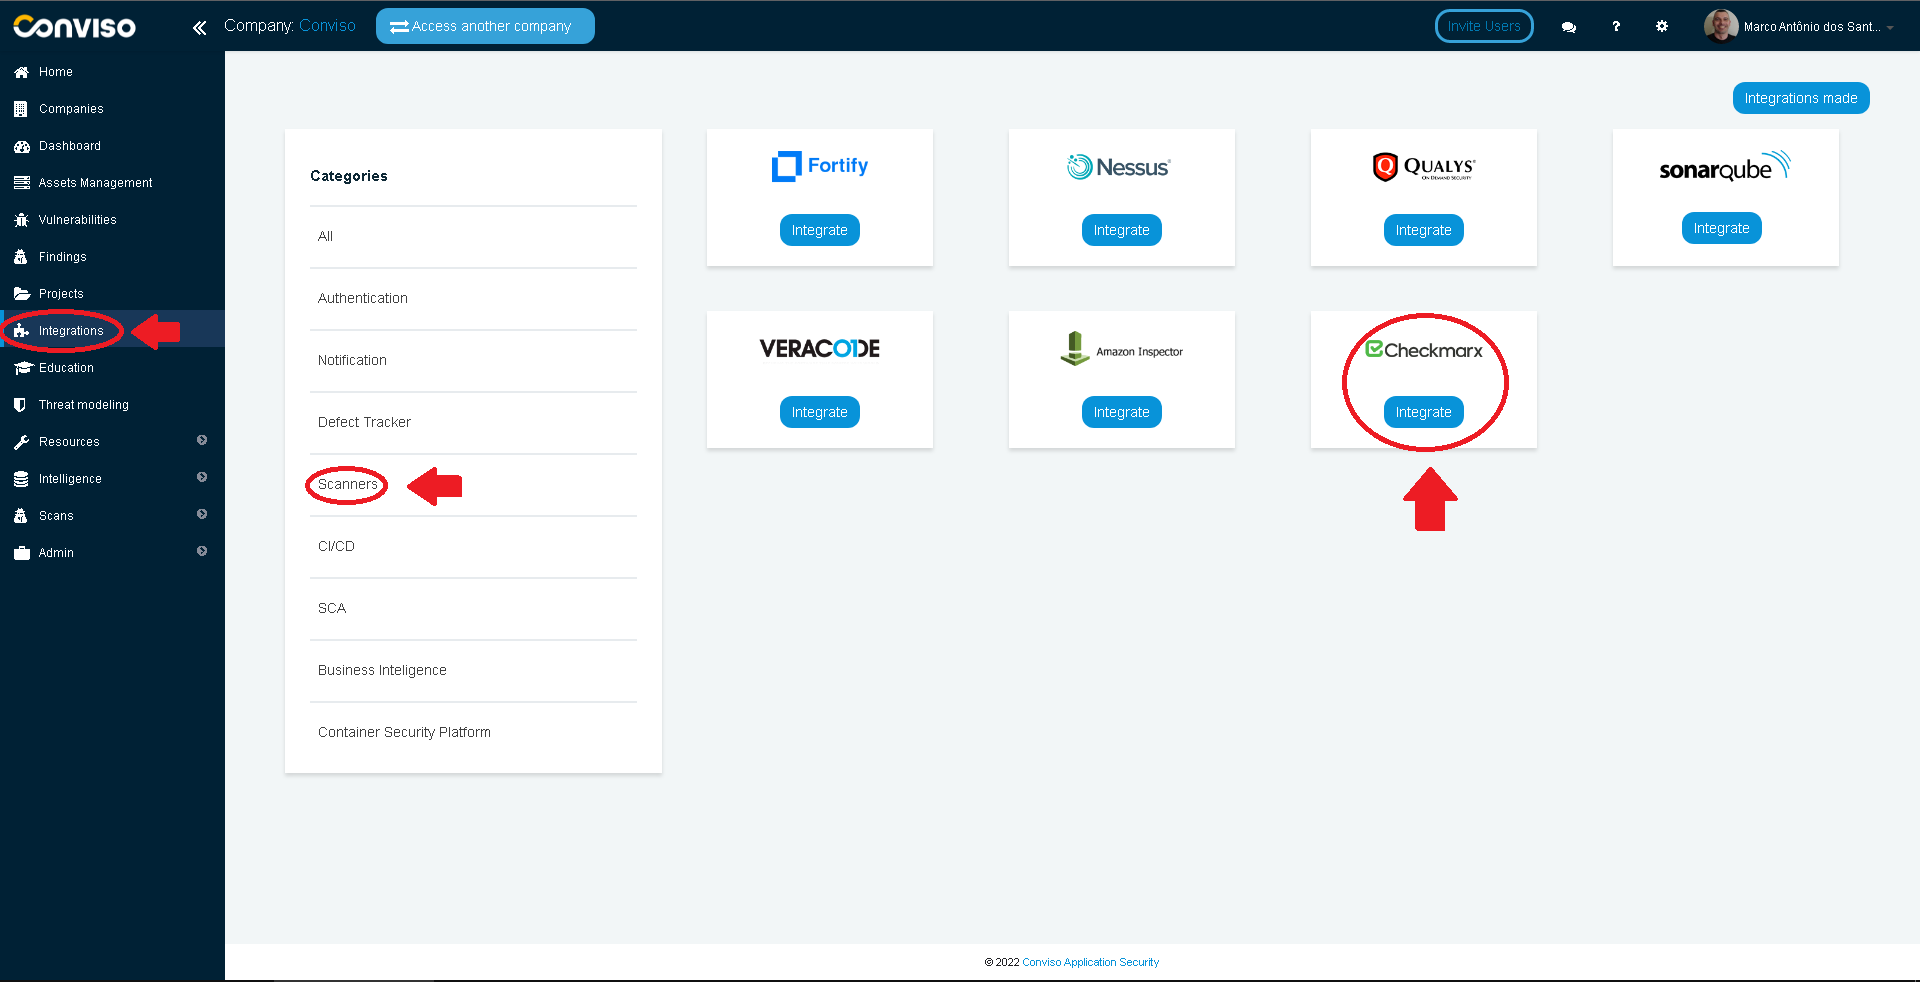 Conviso
Company: Conviso
Access another company
Invite Users
?
Marco Antônio dos Sant...
Home
Companies
Dashboard
Assets Management
Vulnerabilities
Findings
Projects
Integrations
Education
Threat modeling
Resources
Intelligence
Scans
Admin
Integrations made
Categories
All
Authentication
Notification
Defect Tracker
Scanners
CI/CD
SCA
Business Inteligence
Container Security Platform
Fortify
Integrate
Nessus®
Integrate
QUALYS®
ON DEMAND SECURITY
Integrate
sonarqube
Integrate
VERACODE
Integrate
Amazon Inspector
Integrate
Checkmarx
Integrate
© 2022 Conviso Application Security